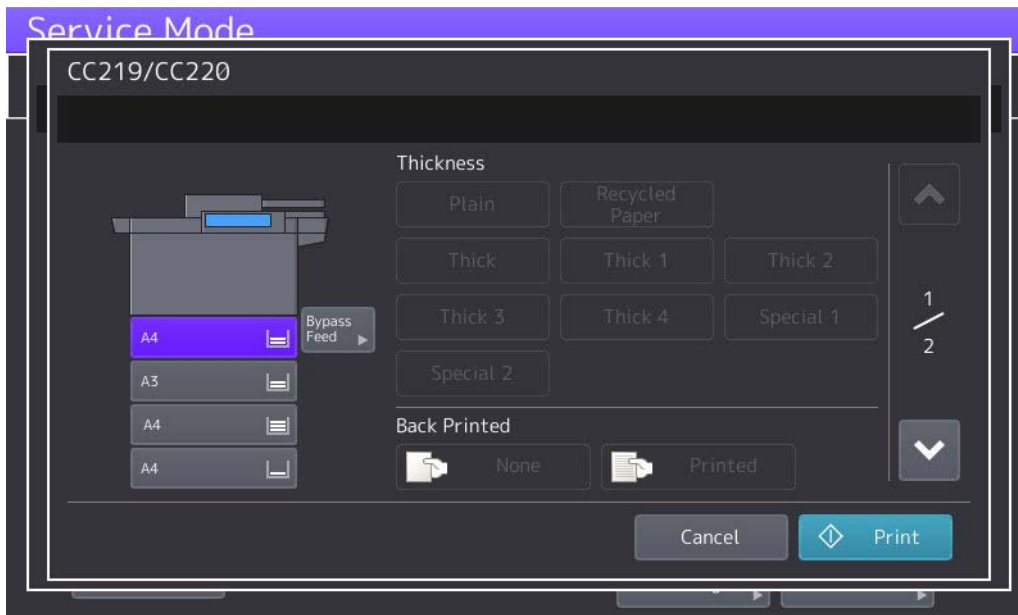 Service Mode
CC219/CC220
Thickness
Plain
Recycled
Paper
Thick
Thick 1
Thick 2
Thick 3
Thick 4
Special 1
Special 2
Bypass
Feed
A4
A3
A4
A4
Back Printed
None
Printed
1
2
Cancel
Print